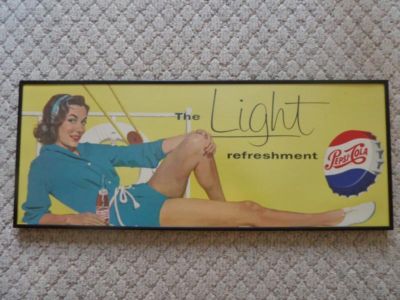 The Light
refreshment
PEPSI-COLA